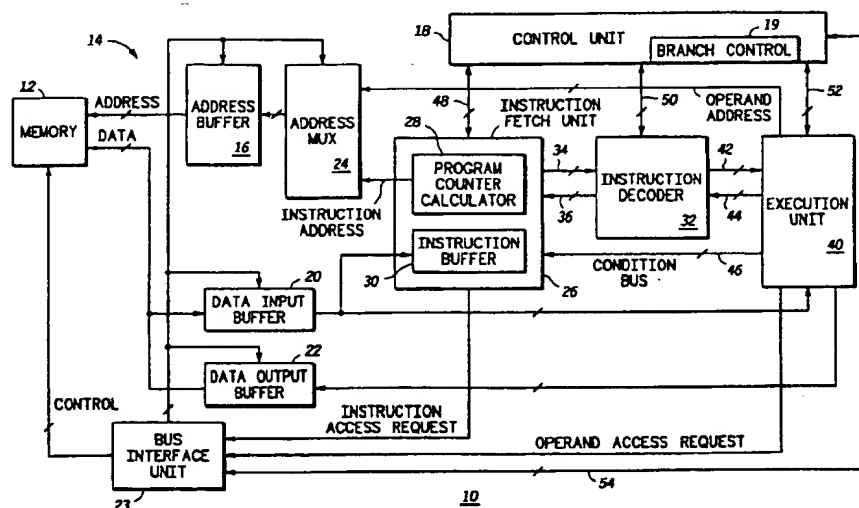 14
18
CONTROL UNIT
19
BRANCH CONTROL
12
MEMORY
ADDRESS
DATA
ADDRESS BUFFER
16
ADDRESS MUX
24
48
INSTRUCTION FETCH UNIT
50
OPERAND ADDRESS
52
28
PROGRAM COUNTER CALCULATOR
34
36
INSTRUCTION DECODER
32
42
44
EXECUTION UNIT
40
INSTRUCTION ADDRESS
INSTRUCTION BUFFER
30
26
CONDITION BUS
46
20
DATA INPUT BUFFER
22
DATA OUTPUT BUFFER
CONTROL
INSTRUCTION ACCESS REQUEST
OPERAND ACCESS REQUEST
BUS INTERFACE UNIT
23
54
10